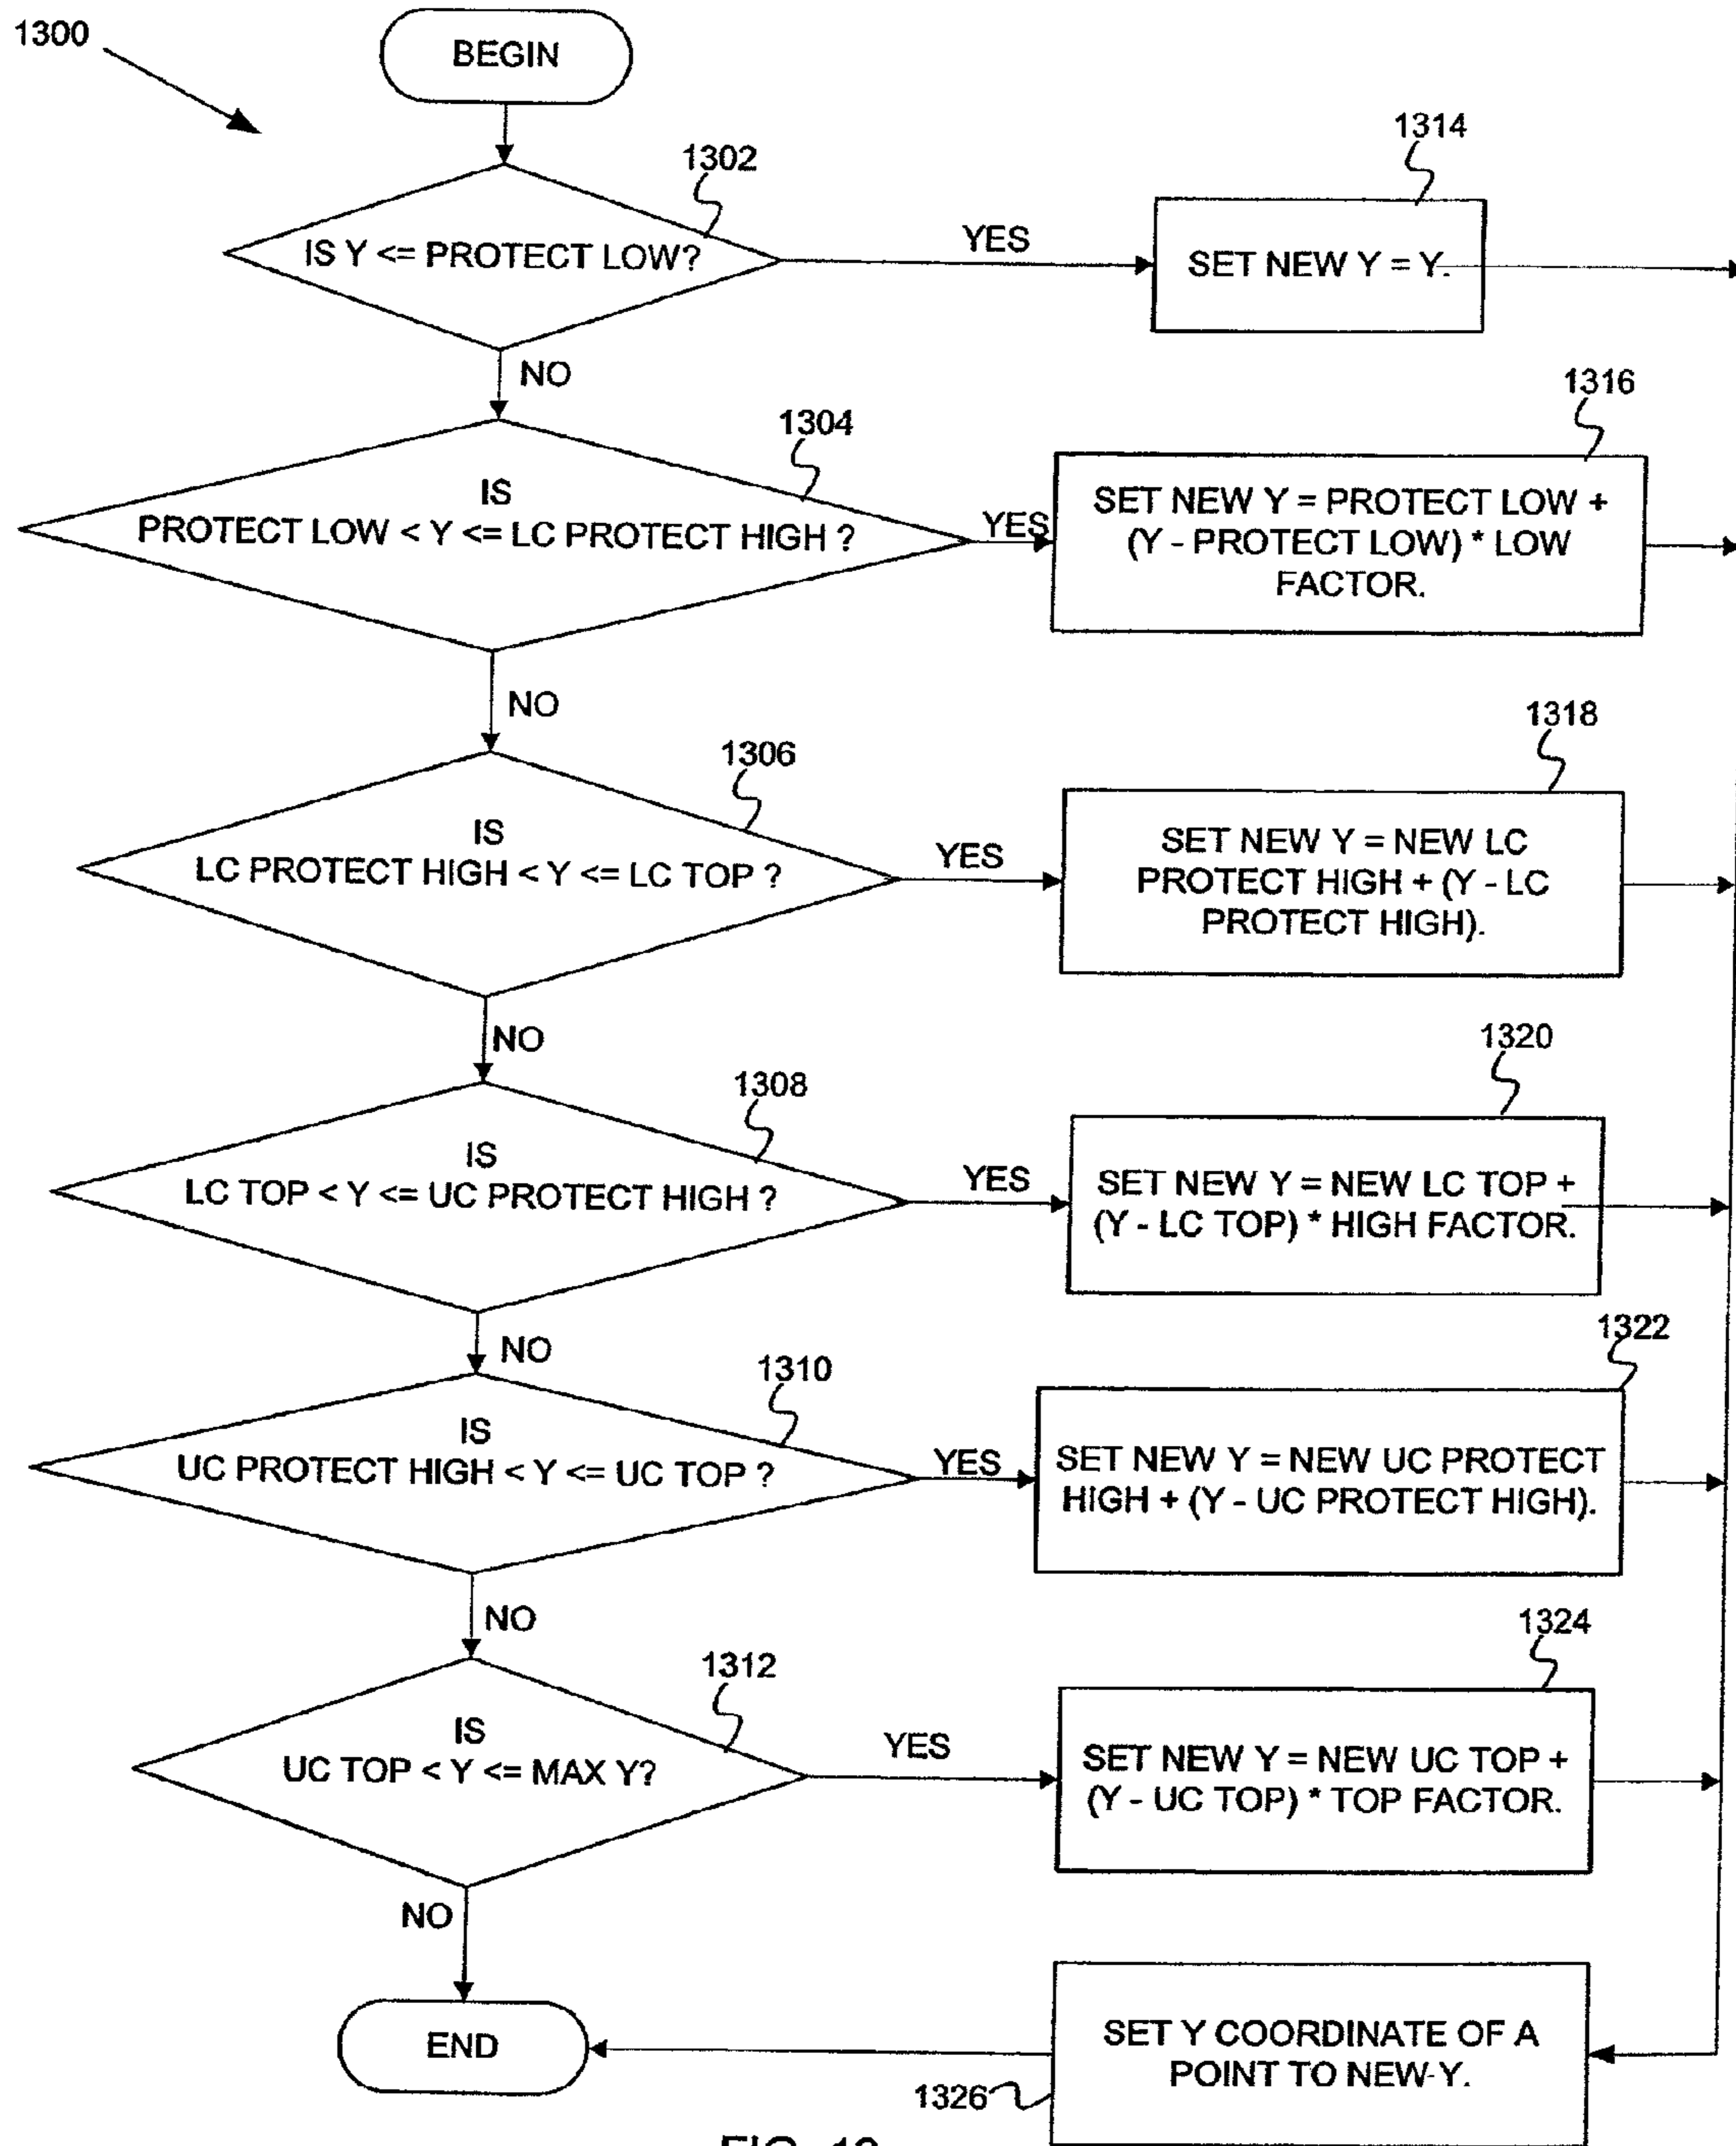 1300
BEGIN
1302
IS Y <= PROTECT LOW?
YES
1314
SET NEW Y = Y.
NO
1304
IS
PROTECT LOW < Y <= LC PROTECT HIGH ?
YES
1316
SET NEW Y = PROTECT LOW +
(Y - PROTECT LOW) * LOW
FACTOR.
NO
1306
IS
LC PROTECT HIGH < Y <= LC TOP ?
YES
1318
SET NEW Y = NEW LC
PROTECT HIGH + (Y - LC
PROTECT HIGH).
NO
1308
IS
LC TOP < Y <= UC PROTECT HIGH ?
YES
1320
SET NEW Y = NEW LC TOP +
(Y - LC TOP) * HIGH FACTOR.
NO
1310
IS
UC PROTECT HIGH < Y <= UC TOP ?
YES
1322
SET NEW Y = NEW UC PROTECT
HIGH + (Y - UC PROTECT HIGH).
NO
1312
IS
UC TOP < Y <= MAX Y?
YES
1324
SET NEW Y = NEW UC TOP +
(Y - UC TOP) * TOP FACTOR.
NO
END
SET Y COORDINATE OF A
POINT TO NEW-Y.
1326